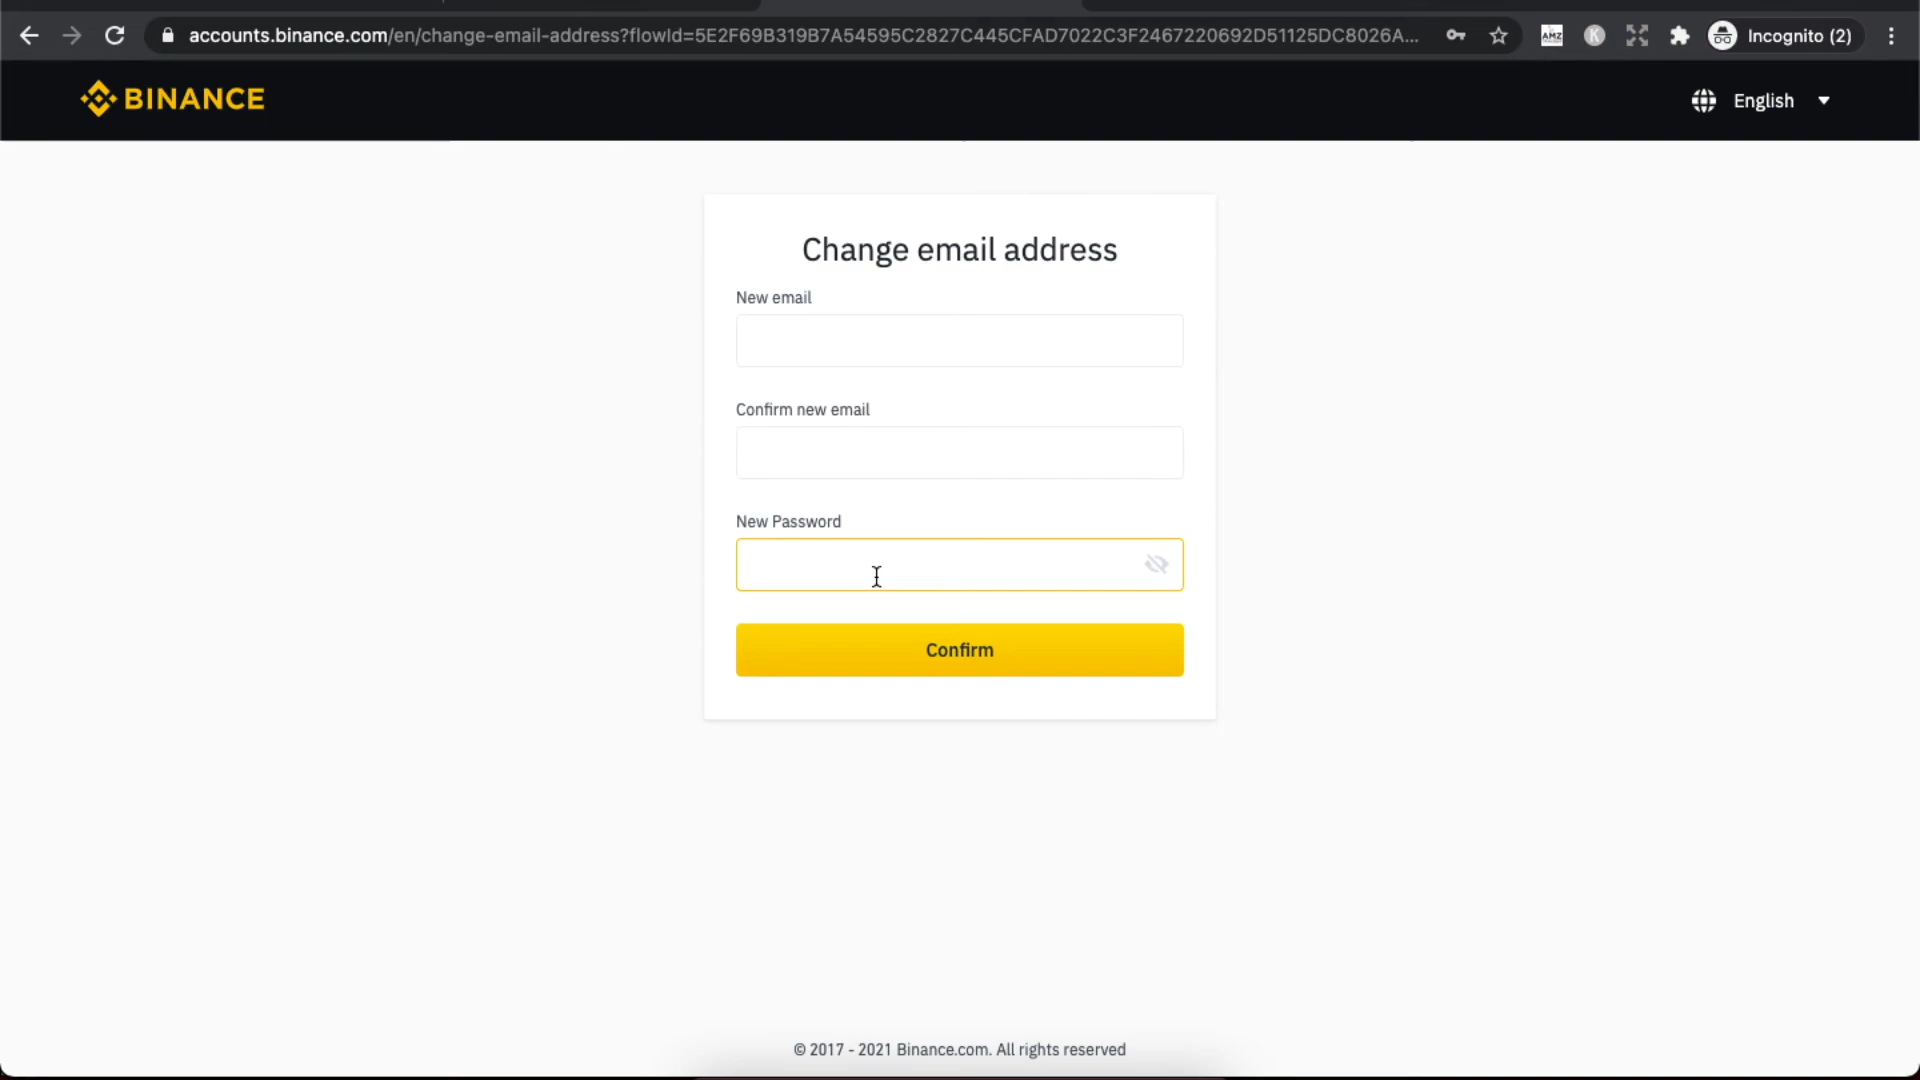 accounts.binance.com/en/change-email-address?flowId=5E2F69B319B7A54595C2827C445CFAD7022C3F2467220692D51125DC8026A...
AMZ
K
Incognito (2)
BINANCE
English
Change email address
New email
Confirm new email
New Password
Confirm
© 2017 - 2021 Binance.com. All rights reserved